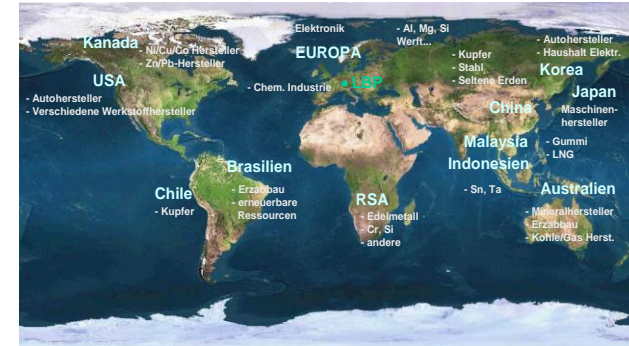 Kanada
- Ni/Cu/Co Hersteller
- Zn/Pb-Hersteller
USA
- Autohersteller
- Verschiedene Werkstoffhersteller
Elektronik
- Al, Mg, Si
Werft...
EUROPA
LBP
- Chem. Industrie
- Kupfer
- Stahl
- Seltene Erden
China
- Autohersteller
- Haushalt Elektr.
Korea
Japan
Maschinen-
hersteller
Malaysia
- Gummi
- LNG
Indonesien
- Sn, Ta
Brasilien
- Erzabbau
- erneuerbare
Ressourcen
Chile
- Kupfer
RSA
- Edelmetall
- Cr, Si
- andere
Australien
- Mineralhersteller
- Erzabbau
- Kohle/Gas Herst.